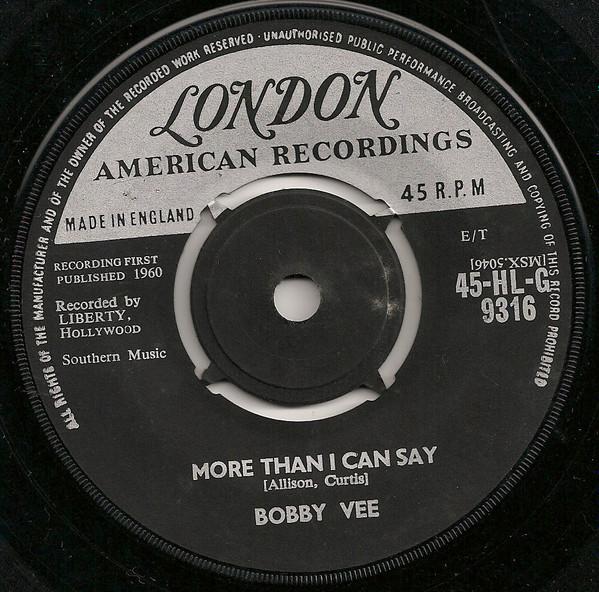 ALL RIGHTS OF THE MANUFACTURER AND OF THE OWNER OF THE RECORDED WORK RESERVED · UNAUTHORISED PUBLIC PERFORMANCE BROADCASTING AND COPYING OF THIS RECORD PROHIBITED
LONDON
AMERICAN RECORDINGS
45 R.P.M
MADE IN ENGLAND
E/T
RECORDING FIRST
PUBLISHED 1960
[MSX.5046]
45-HL-G
9316
Recorded by
LIBERTY,
HOLLYWOOD
Southern Music
MORE THAN I CAN SAY
[Allison, Curtis]
BOBBY VEE